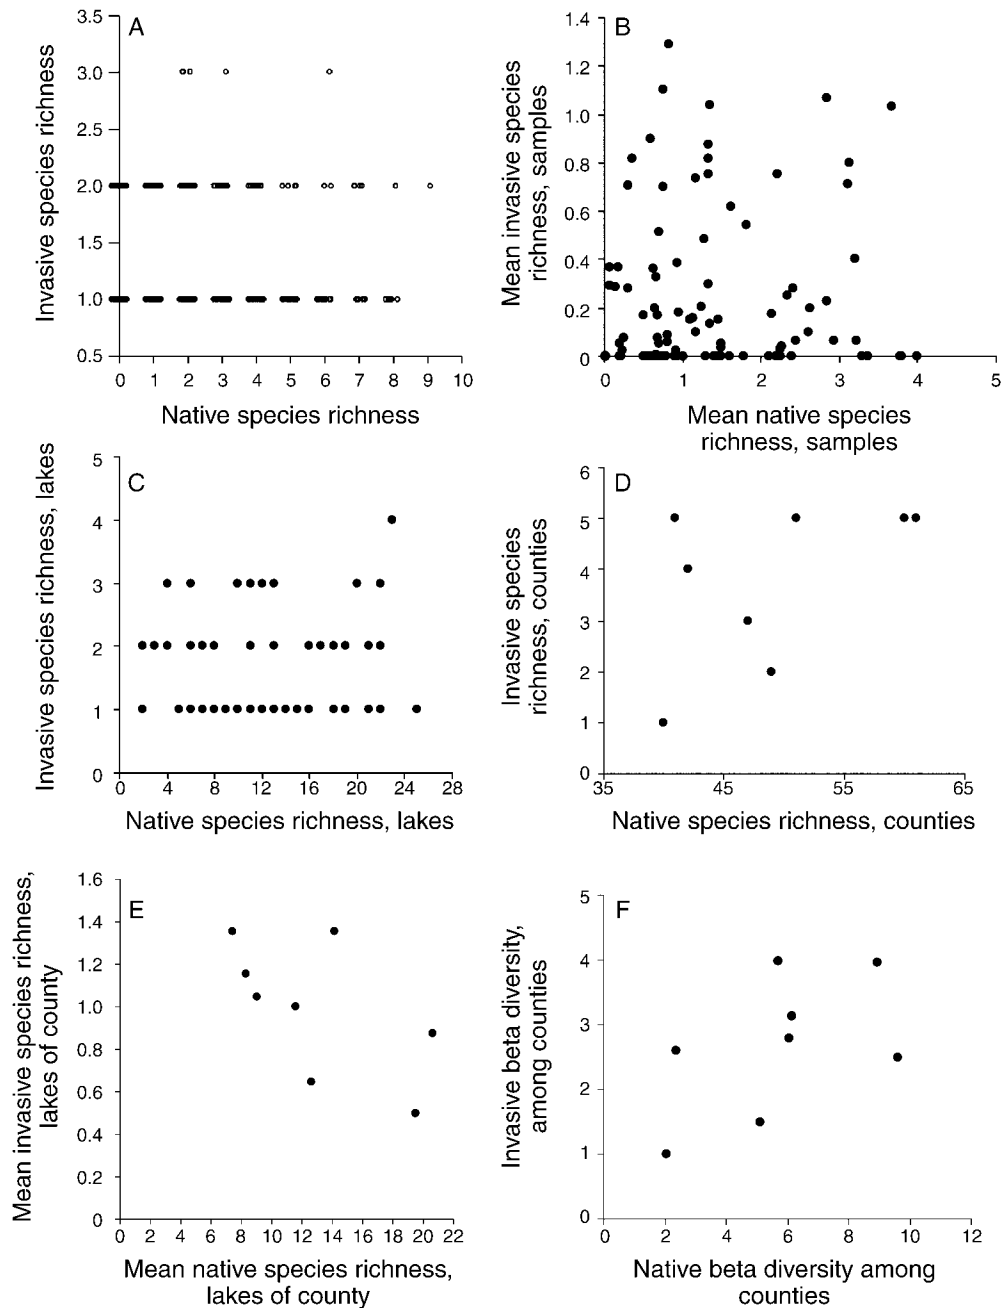 A
3.5
3.0
2.5
2.0
1.5
1.0
0.5
0 1 2 3 4 5 6 7 8 9 10
Invasive species richness
Native species richness
B
1.4
1.2
1.0
0.8
0.6
0.4
0.2
0
0 1 2 3 4 5
Mean invasive species
richness, samples
Mean native species
richness, samples
C
5
4
3
2
1
0
0 4 8 12 16 20 24 28
Invasive species richness, lakes
Native species richness, lakes
D
6
5
4
3
2
1
0
35 45 55 65
Invasive species
richness, counties
Native species richness, counties
E
1.6
1.4
1.2
1.0
0.8
0.6
0.4
0.2
0
0 2 4 6 8 10 12 14 16 18 20 22
Mean invasive species richness,
lakes of county
Mean native species richness,
lakes of county
F
5
4
3
2
1
0
0 2 4 6 8 10 12
Invasive beta diversity,
among counties
Native beta diversity among
counties